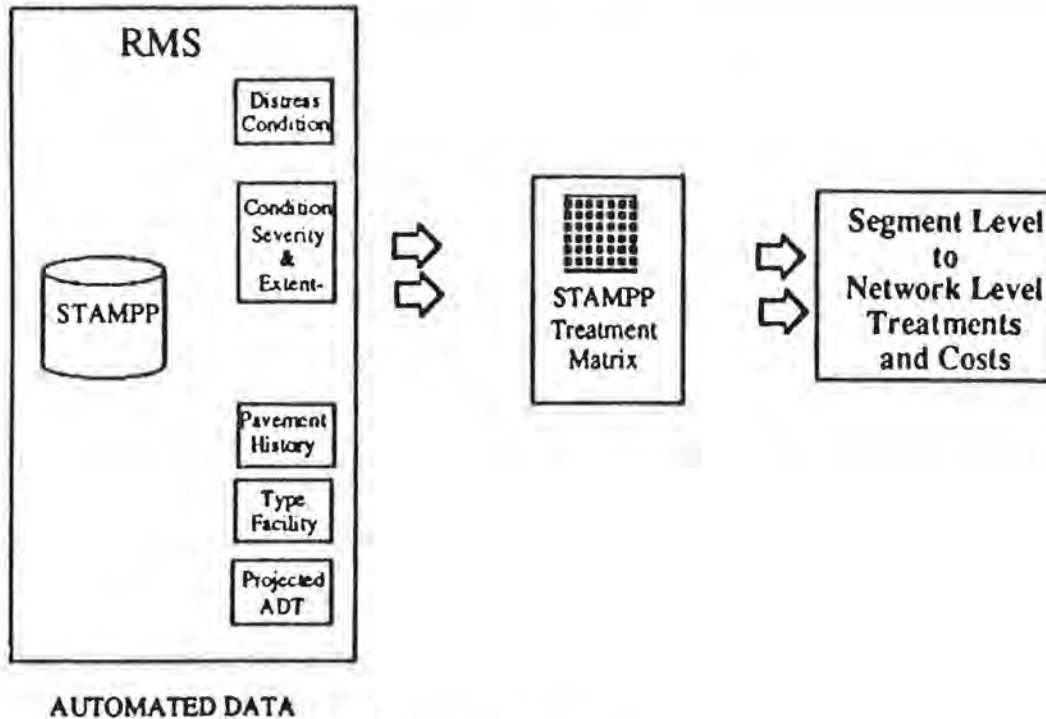 RMS
Distress
Condition
Condition
Severity
&
Extent-
STAMPP
Pavement
History
Type
Facility
Projected
ADT
STAMPP
Treatment
Matrix
Segment Level
to
Network Level
Treatments
and Costs
AUTOMATED DATA